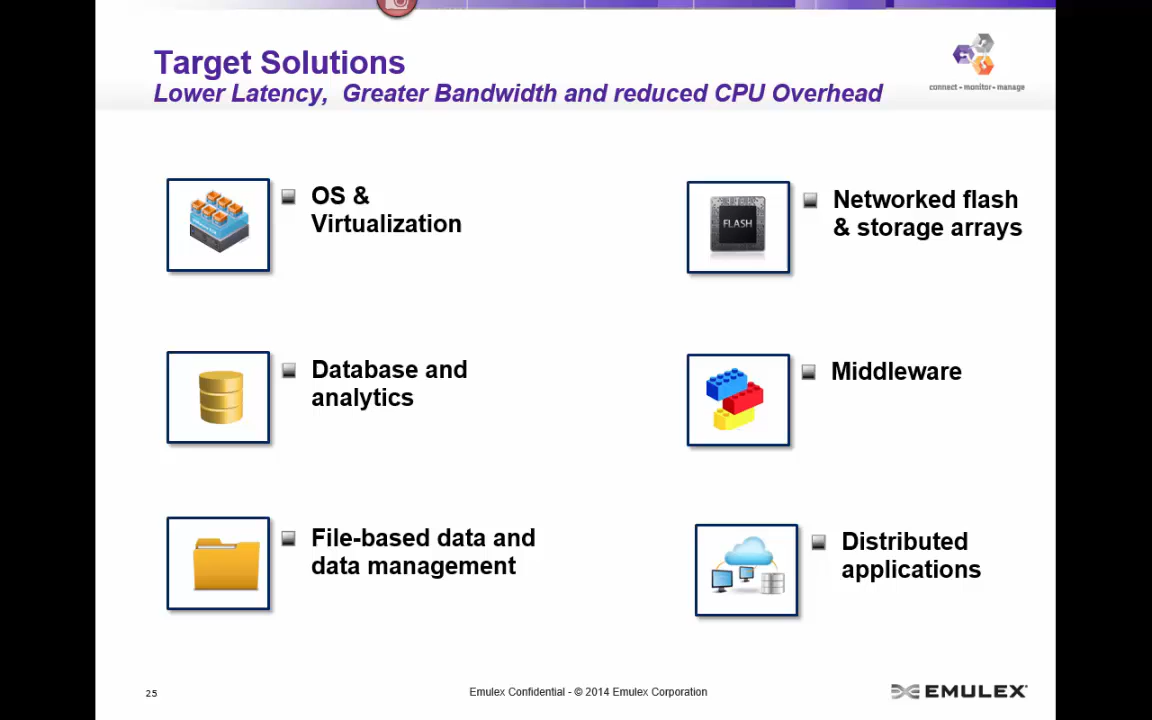 Target Solutions
Lower Latency,  Greater Bandwidth and reduced CPU Overhead
connect • monitor • manage
OS &
Virtualization
Networked flash
& storage arrays
FLASH
Database and
analytics
Middleware
File-based data and
data management
Distributed
applications
25
Emulex Confidential - © 2014 Emulex Corporation
EMULEX